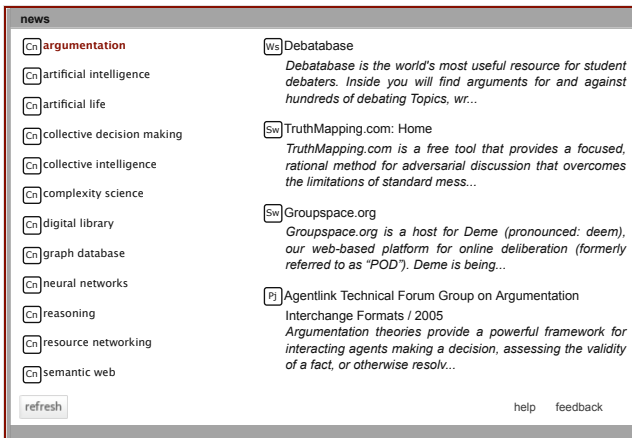 news
Cn argumentation
Cn artificial intelligence
Cn artificial life
Cn collective decision making
Cn collective intelligence
Cn complexity science
Cn digital library
Cn graph database
Cn neural networks
Cn reasoning
Cn resource networking
Cn semantic web
Ws Debatabase
Debatabase is the world's most useful resource for student
debaters. Inside you will find arguments for and against
hundreds of debating Topics, wr...
Sw TruthMapping.com: Home
TruthMapping.com is a free tool that provides a focused,
rational method for adversarial discussion that overcomes
the limitations of standard mess...
Sw Groupspace.org
Groupspace.org is a host for Deme (pronounced: deem),
our web-based platform for online deliberation (formerly
referred to as “POD”). Deme is being...
Pj Agentlink Technical Forum Group on Argumentation
Interchange Formats / 2005
Argumentation theories provide a powerful framework for
interacting agents making a decision, assessing the validity
of a fact, or otherwise resolv...
refresh
help feedback